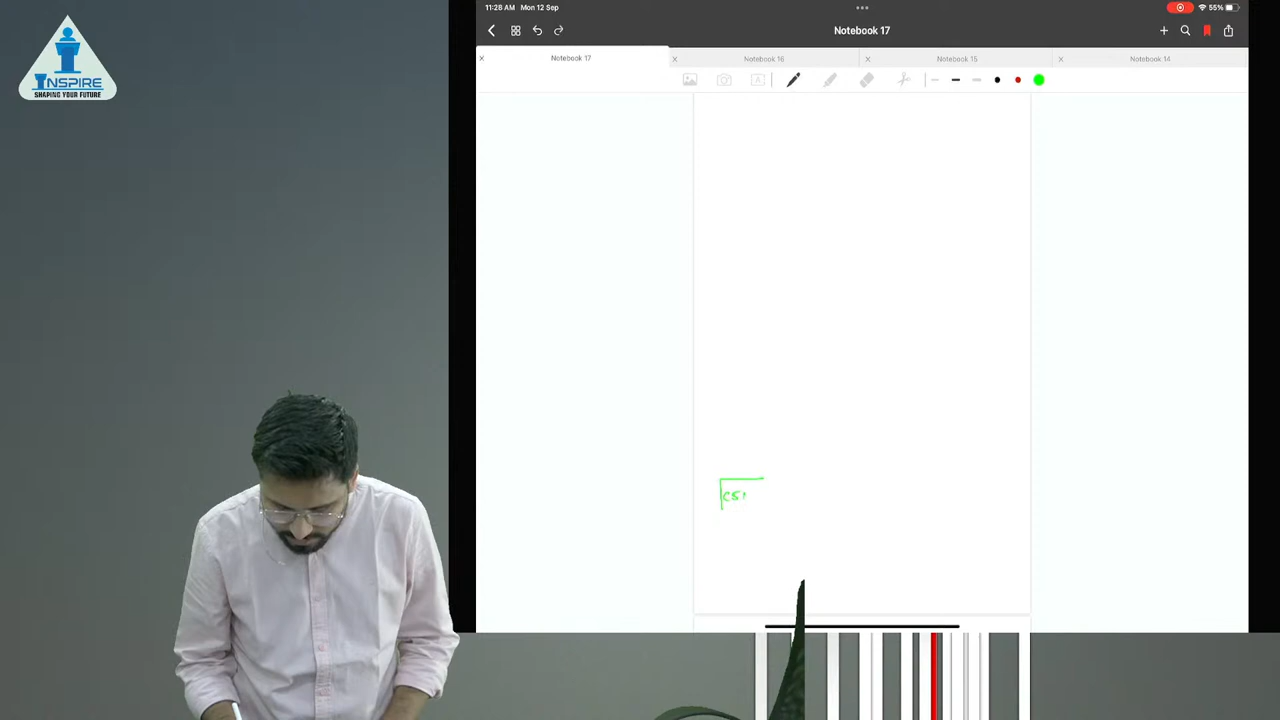 11:28 AM Mon 12 Sep
55%
Notebook 17
Notebook 17
Notebook 16
Notebook 15
Notebook 14
INSPIRE
SHAPING YOUR FUTURE